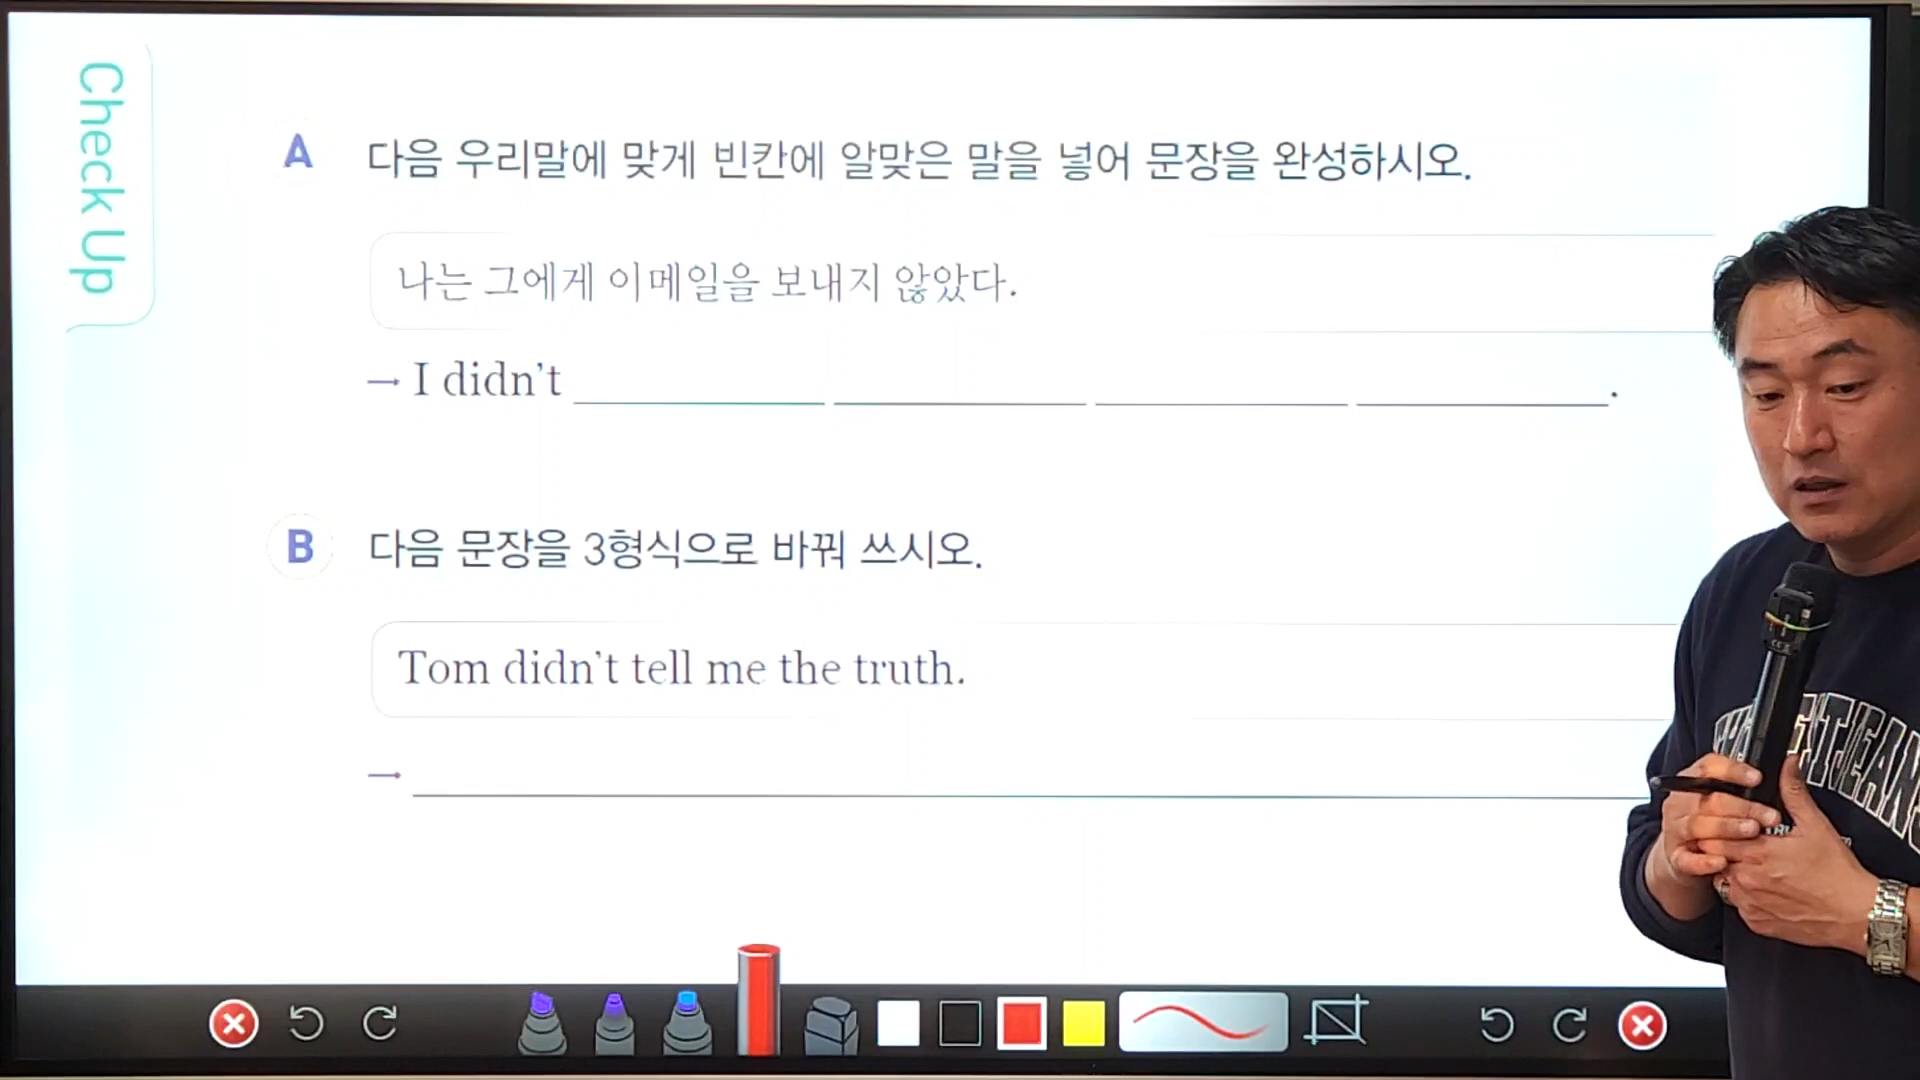 Check Up
A 다음 우리말에 맞게 빈칸에 알맞은 말을 넣어 문장을 완성하시오.
나는 그에게 이메일을 보내지 않았다.
→ I didn't ________ ________ ________ ________.
B 다음 문장을 3형식으로 바꿔 쓰시오.
Tom didn't tell me the truth.
→